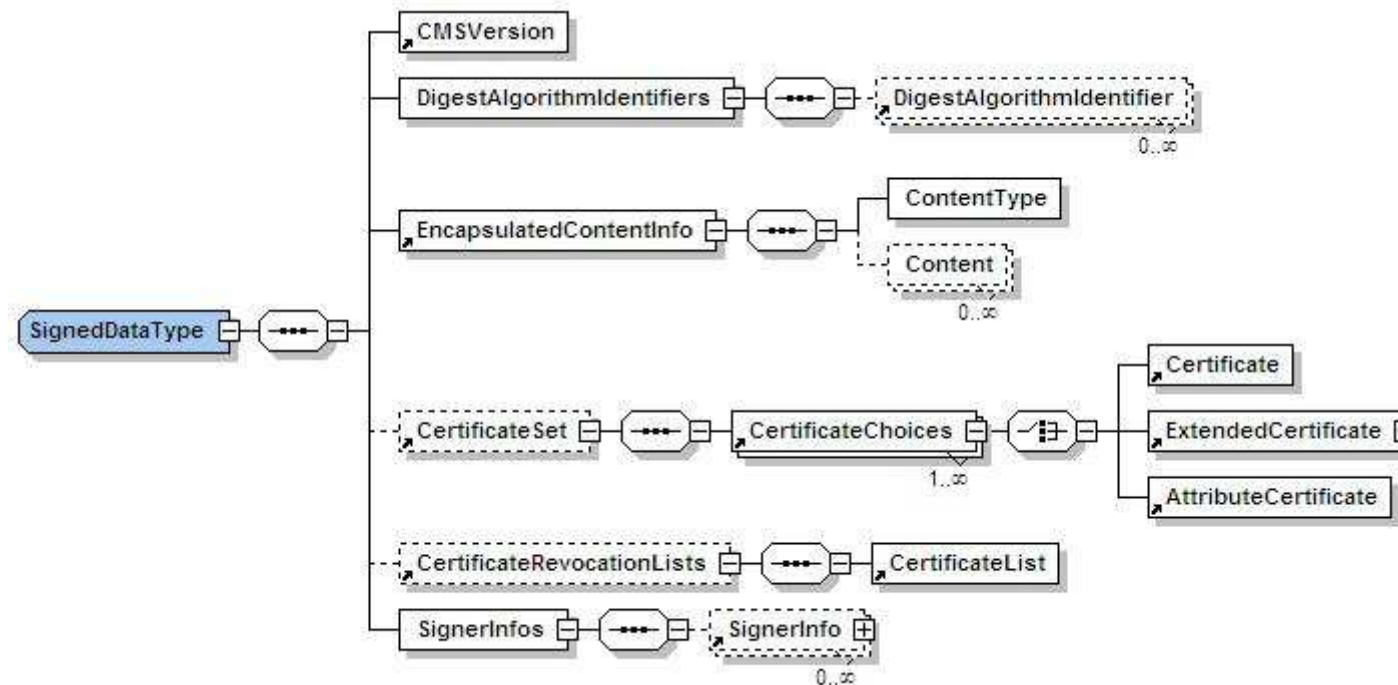 CMSVersion
DigestAlgorithmIdentifiers
DigestAlgorithmIdentifier
0..∞
EncapsulatedContentInfo
ContentType
Content
0..∞
SignedDataType
CertificateSet
CertificateChoices
1..∞
Certificate
ExtendedCertificate
AttributeCertificate
CertificateRevocationLists
CertificateList
SignerInfos
SignerInfo
0..∞